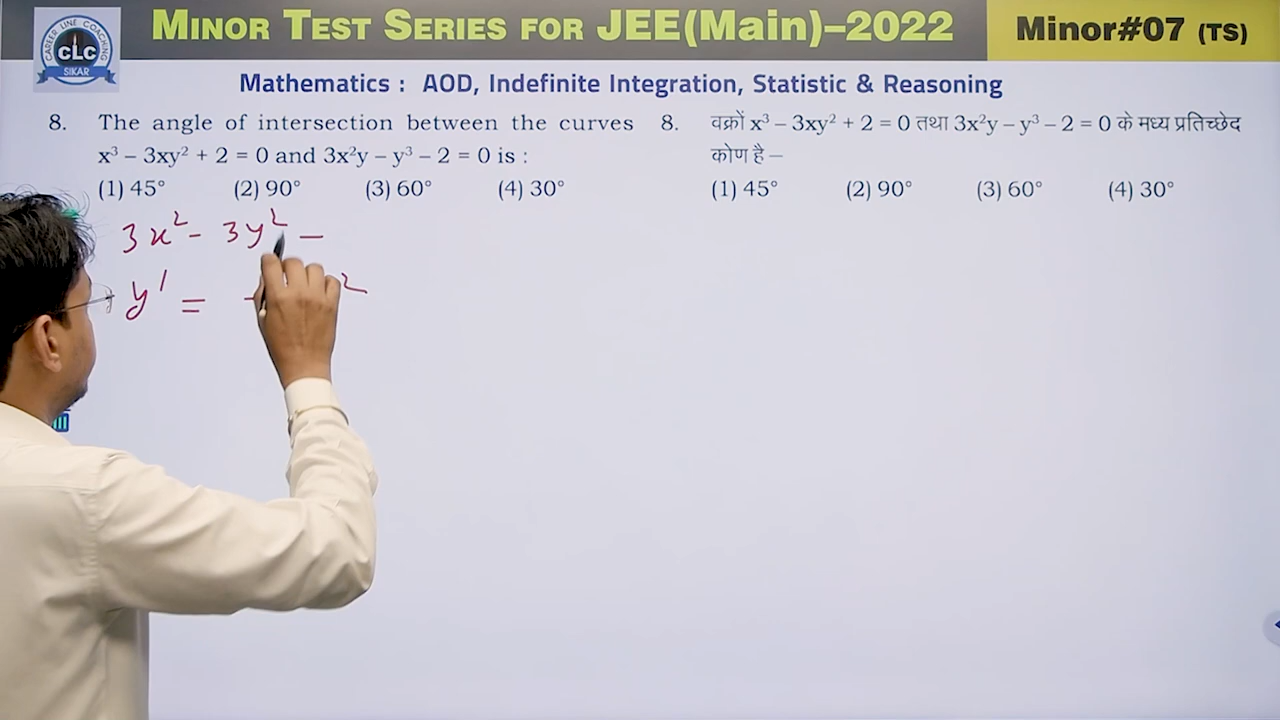 MINOR TEST SERIES FOR JEE(MAIN)–2022
Minor#07 (TS)
CAREER LINE COACHING
CLC
SIKAR
Mathematics : AOD, Indefinite Integration, Statistic & Reasoning
8. The angle of intersection between the curves
x³ – 3xy² + 2 = 0 and 3x²y – y³ – 2 = 0 is :
(1) 45° (2) 90° (3) 60° (4) 30°
8. वक्रों x³ – 3xy² + 2 = 0 तथा 3x²y – y³ – 2 = 0 के मध्य प्रतिच्छेद
कोण है –
(1) 45° (2) 90° (3) 60° (4) 30°
3x² - 3y² –
y' =
2